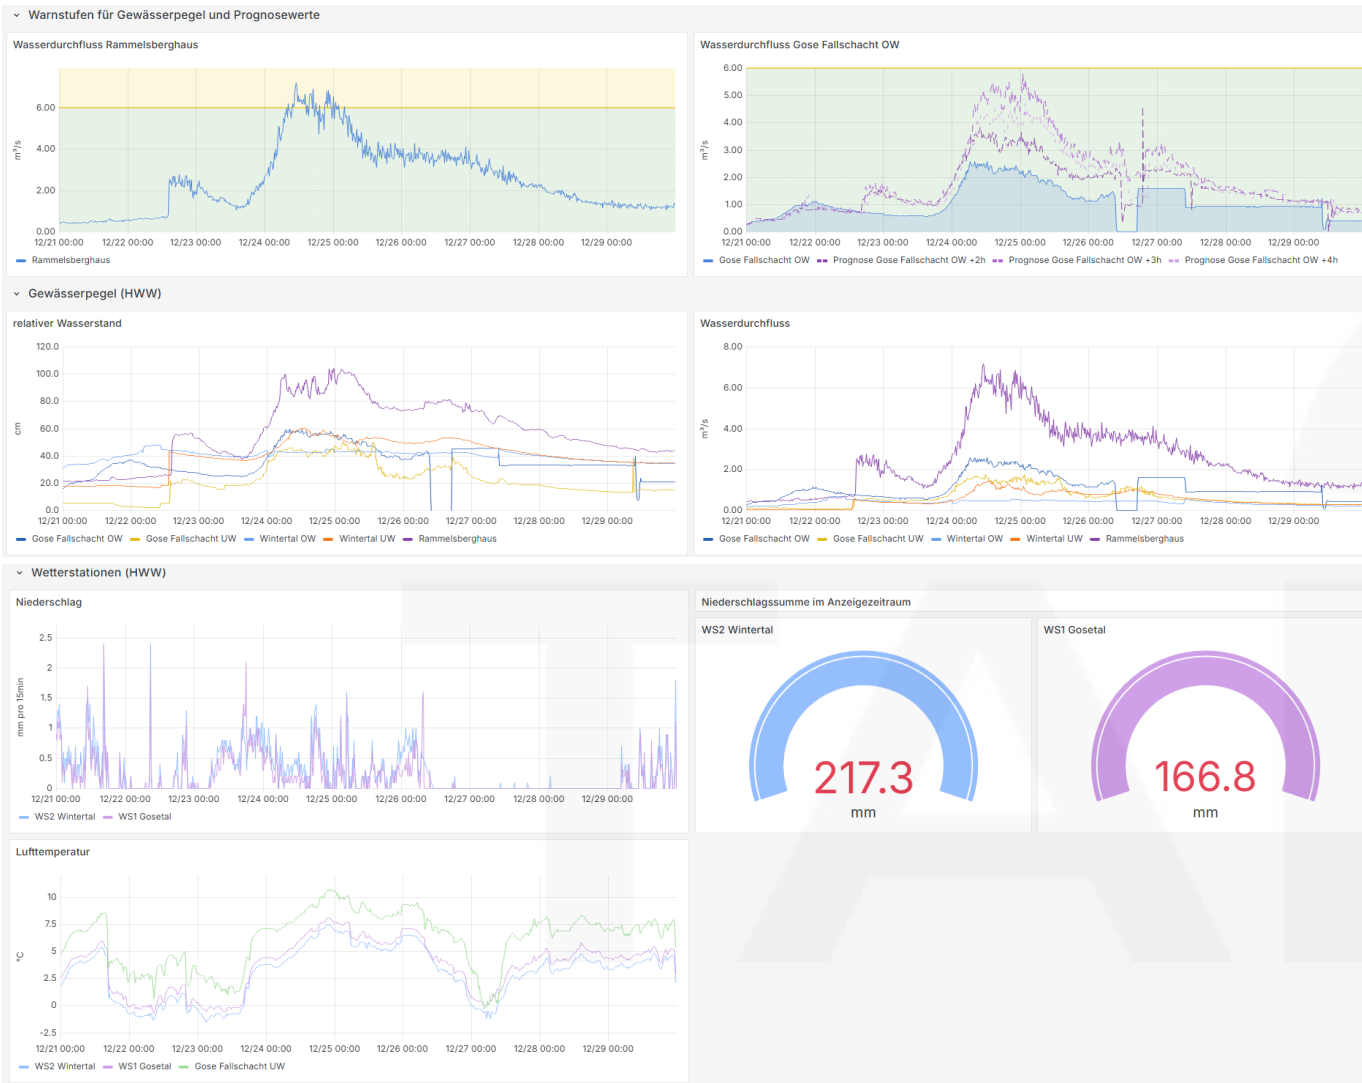 Warnstufen für Gewässerpegel und Prognosewerte
Wasserdurchfluss Rammelsberghaus
m³/s
6.00
4.00
2.00
0.00
12/21 00:00 12/22 00:00 12/23 00:00 12/24 00:00 12/25 00:00 12/26 00:00 12/27 00:00 12/28 00:00 12/29 00:00
Rammelsberghaus
Wasserdurchfluss Gose Fallschacht OW
m³/s
6.00
5.00
4.00
3.00
2.00
1.00
0.00
12/21 00:00 12/22 00:00 12/23 00:00 12/24 00:00 12/25 00:00 12/26 00:00 12/27 00:00 12/28 00:00 12/29 00:00
Gose Fallschacht OW Prognose Gose Fallschacht OW +2h Prognose Gose Fallschacht OW +3h Prognose Gose Fallschacht OW +4h
Gewässerpegel (HWW)
relativer Wasserstand
cm
120.0
100.0
80.0
60.0
40.0
20.0
0.0
12/21 00:00 12/22 00:00 12/23 00:00 12/24 00:00 12/25 00:00 12/26 00:00 12/27 00:00 12/28 00:00 12/29 00:00
Gose Fallschacht OW Gose Fallschacht UW Wintertal OW Wintertal UW Rammelsberghaus
Wasserdurchfluss
m³/s
8.00
6.00
4.00
2.00
0.00
12/21 00:00 12/22 00:00 12/23 00:00 12/24 00:00 12/25 00:00 12/26 00:00 12/27 00:00 12/28 00:00 12/29 00:00
Gose Fallschacht OW Gose Fallschacht UW Wintertal OW Wintertal UW Rammelsberghaus
Wetterstationen (HWW)
Niederschlag
mm pro 15min
2.5
2
1.5
1
0.5
0
12/21 00:00 12/22 00:00 12/23 00:00 12/24 00:00 12/25 00:00 12/26 00:00 12/27 00:00 12/28 00:00 12/29 00:00
WS2 Wintertal WS1 Gosetal
Niederschlagssumme im Anzeigezeitraum
WS2 Wintertal
217.3
mm
WS1 Gosetal
166.8
mm
Lufttemperatur
°C
10
7.5
5
2.5
0
-2.5
12/21 00:00 12/22 00:00 12/23 00:00 12/24 00:00 12/25 00:00 12/26 00:00 12/27 00:00 12/28 00:00 12/29 00:00
WS2 Wintertal WS1 Gosetal Gose Fallschacht UW